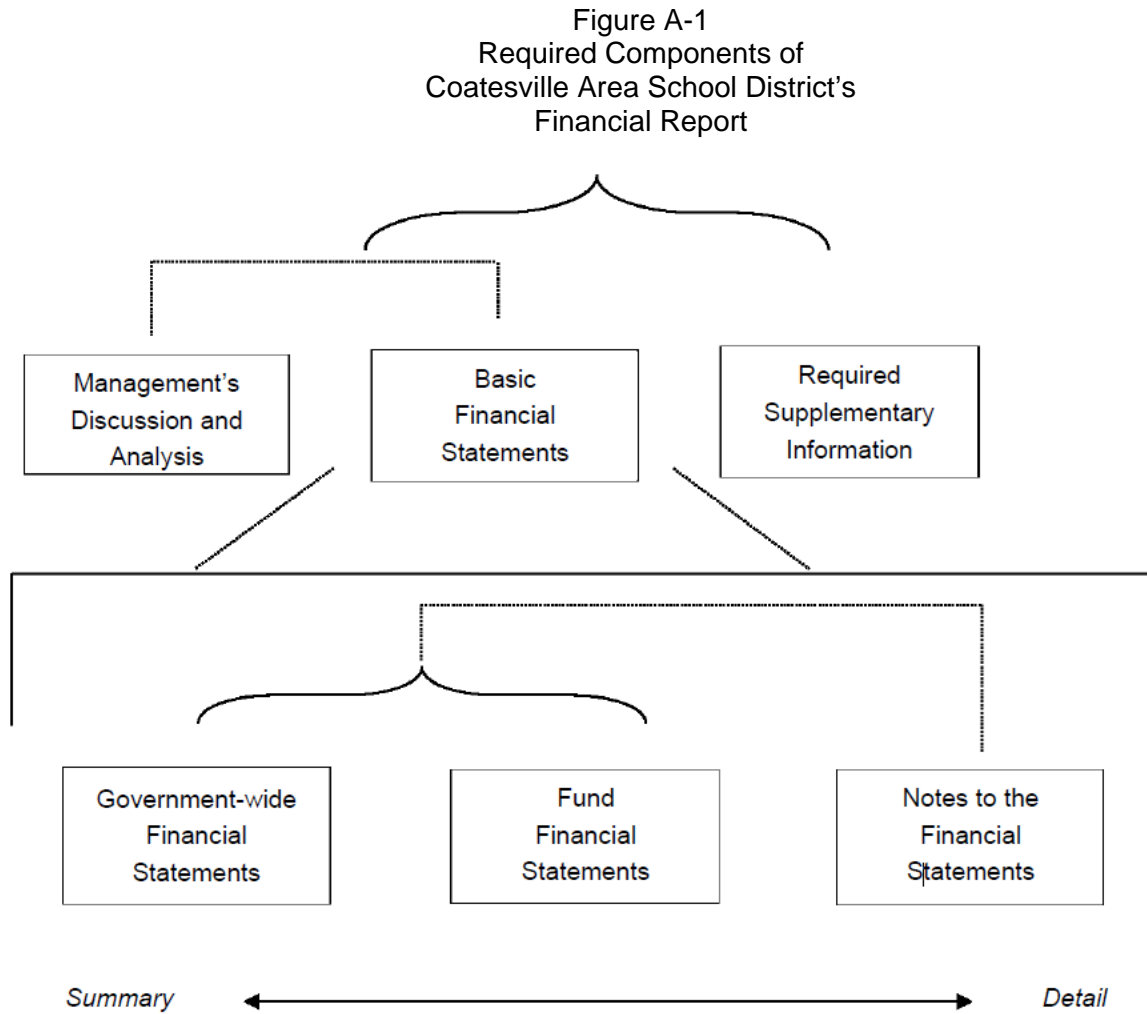 Figure A-1
Required Components of
Coatesville Area School District's
Financial Report
Management's
Discussion and
Analysis
Basic
Financial
Statements
Required
Supplementary
Information
Government-wide
Financial
Statements
Fund
Financial
Statements
Notes to the
Financial
Statements
Summary
Detail